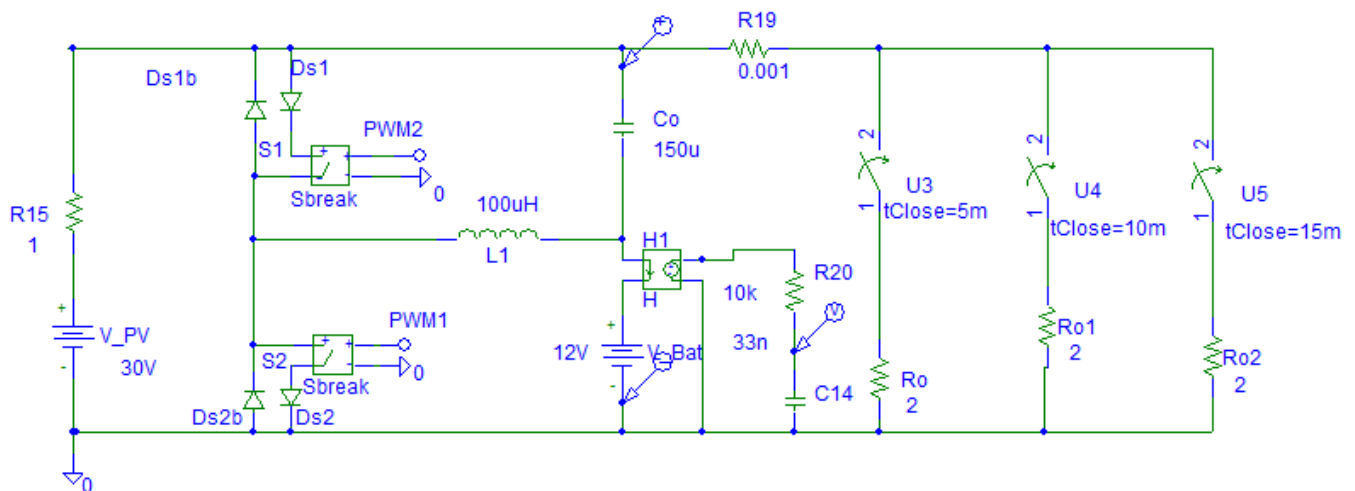 R19
0.001
Ds1b
Ds1
PWM2
S1
0
Sbreak
Co
150u
2
U3
1
tClose=5m
2
U4
1
tClose=10m
2
U5
1
tClose=15m
R15
1
100uH
L1
H1
H
10k
R20
+
V_PV
-
30V
PWM1
S2
0
Sbreak
Ds2b
Ds2
+
12V
V_Bat
-
33n
C14
Ro
2
Ro1
2
Ro2
2
0